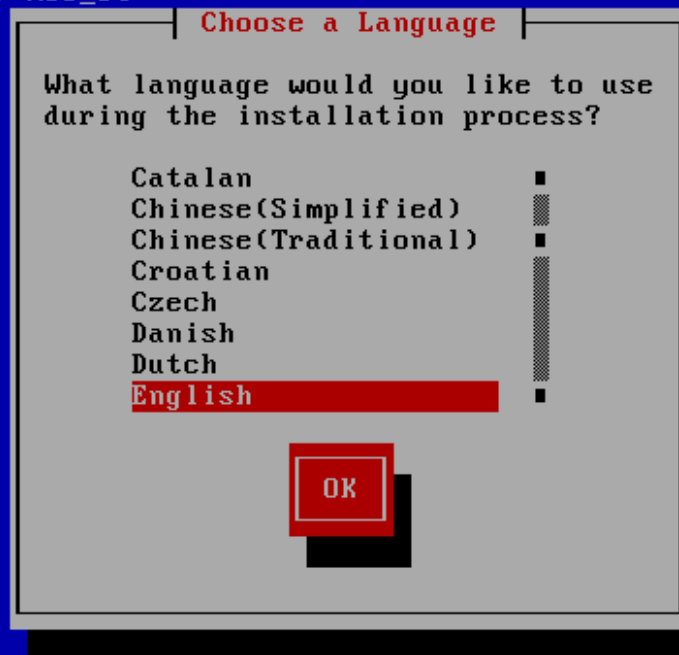 Choose a Language
What language would you like to use
during the installation process?
Catalan
Chinese(Simplified)
Chinese(Traditional)
Croatian
Czech
Danish
Dutch
English
OK